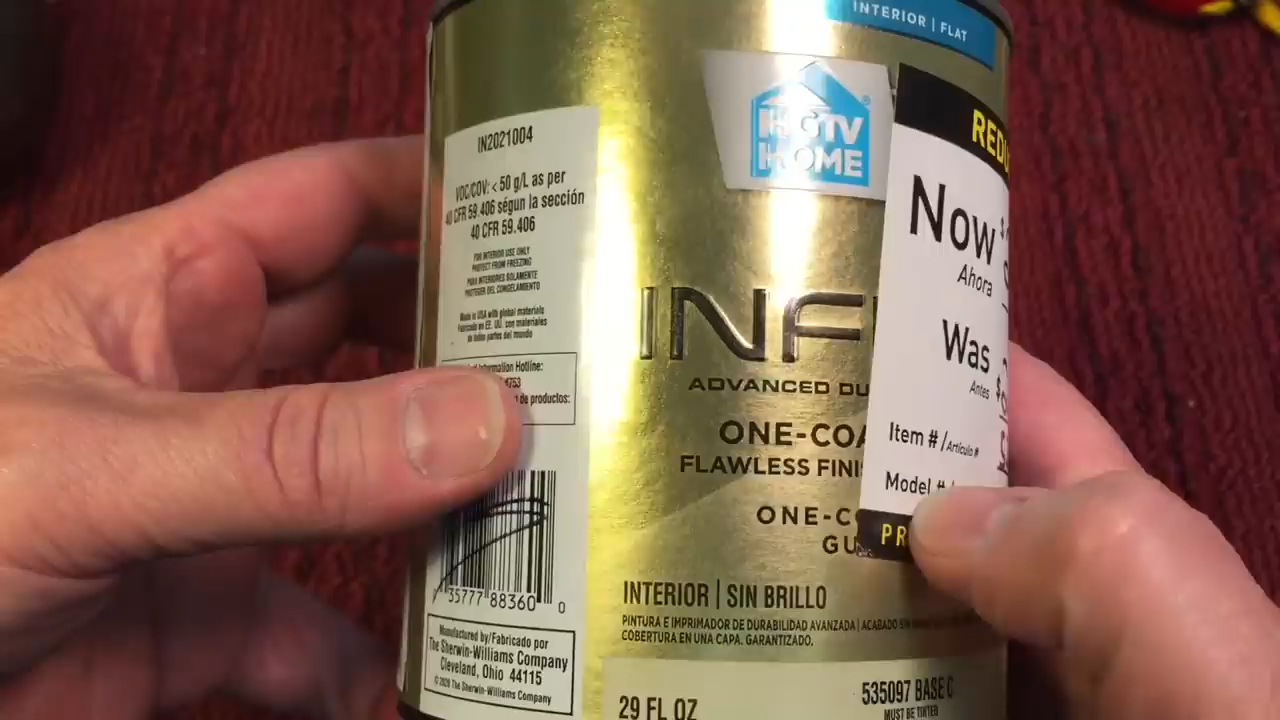 INTERIOR | FLAT
HGTV
HOME
®
IN2021004
VOC/COV: < 50 g/L as per
40 CFR 59.406 ségun la sección
40 CFR 59.406
FOR INTERIOR USE ONLY
PROTECT FROM FREEZING
PARA INTERIORES SOLAMENTE
PROTEGER DEL CONGELAMIENTO
Made in USA with global materials
Fabricado en EE. UU. con materiales
de todas partes del mundo
Information Hotline:
4753
de productos:
35777 88360 0
Manufactured by/Fabricado por
The Sherwin-Williams Company
Cleveland, Ohio 44115
© 2020 The Sherwin-Williams Company
INF
ADVANCED DU
ONE-COA
FLAWLESS FINI
ONE-C
GU
INTERIOR | SIN BRILLO
PINTURA E IMPRIMADOR DE DURABILIDAD AVANZADA | ACABADO
COBERTURA EN UNA CAPA. GARANTIZADO.
29 FL OZ
535097 BASE C
MUST BE TINTED
REDU
Now $
Ahora
Was
Antes $
Item # / Artículo #
Model #
PR